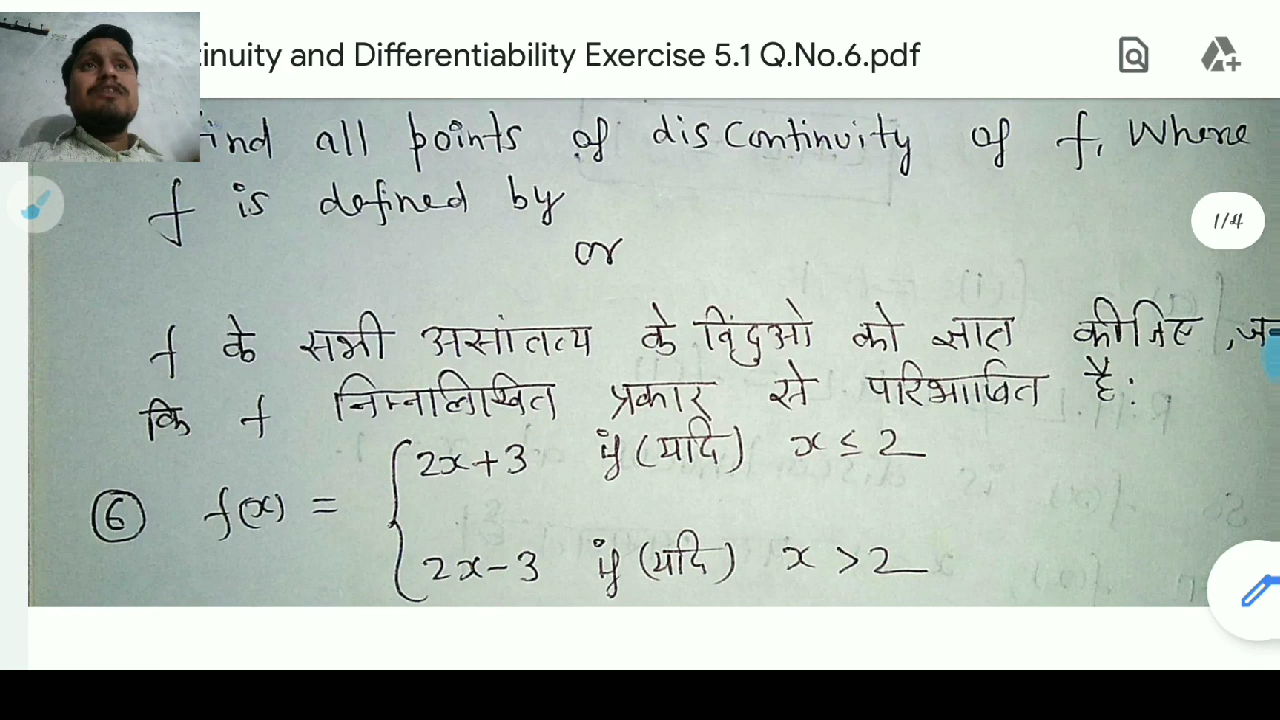 tinuity and Differentiability Exercise 5.1 Q.No.6.pdf
ind all points of discontinuity of f, Where
f is defined by
1/4
or
f के सभी असांतत्य के बिंदुओ को ज्ञात कीजिए, जब
कि f निम्नलिखित प्रकार से परिभाषित है:
2x+3 if (यदि) x ≤ 2
⑥ f(x) =
2x-3 if (यदि) x > 2